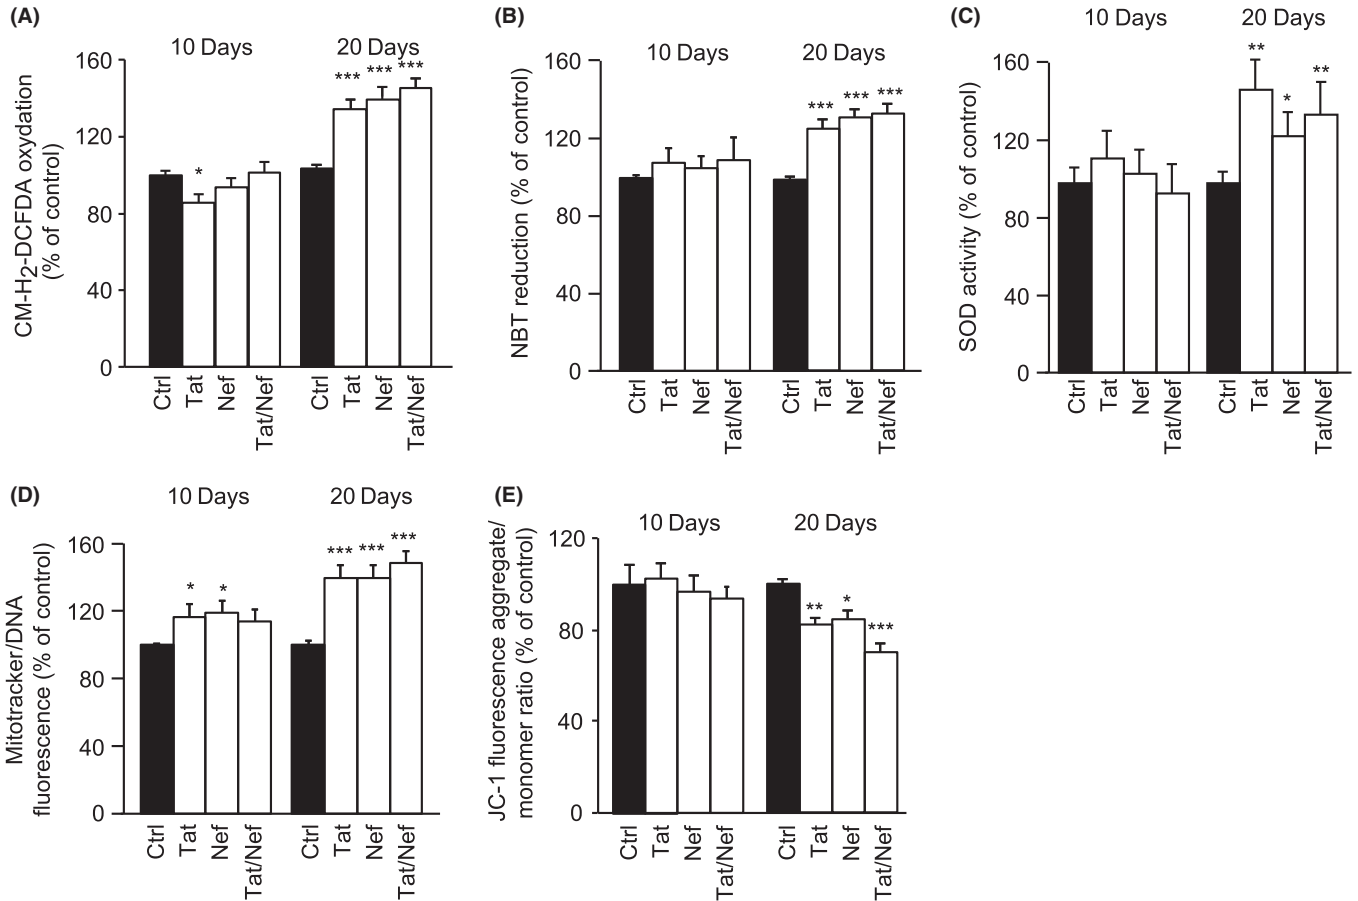 (A)
10 Days
20 Days
CM-H2-DCFDA oxydation
(% of control)
160
120
80
40
0
*
***
***
***
Ctrl
Tat
Nef
Tat/Nef
Ctrl
Tat
Nef
Tat/Nef
(B)
10 Days
20 Days
NBT reduction (% of control)
160
120
80
40
0
***
***
***
Ctrl
Tat
Nef
Tat/Nef
Ctrl
Tat
Nef
Tat/Nef
(C)
10 Days
20 Days
SOD activity (% of control)
160
120
80
40
0
**
*
**
Ctrl
Tat
Nef
Tat/Nef
Ctrl
Tat
Nef
Tat/Nef
(D)
10 Days
20 Days
Mitotracker/DNA
fluorescence (% of control)
160
120
80
40
0
*
*
***
***
***
Ctrl
Tat
Nef
Tat/Nef
Ctrl
Tat
Nef
Tat/Nef
(E)
10 Days
20 Days
JC-1 fluorescence aggregate/
monomer ratio (% of control)
120
80
40
0
**
*
***
Ctrl
Tat
Nef
Tat/Nef
Ctrl
Tat
Nef
Tat/Nef